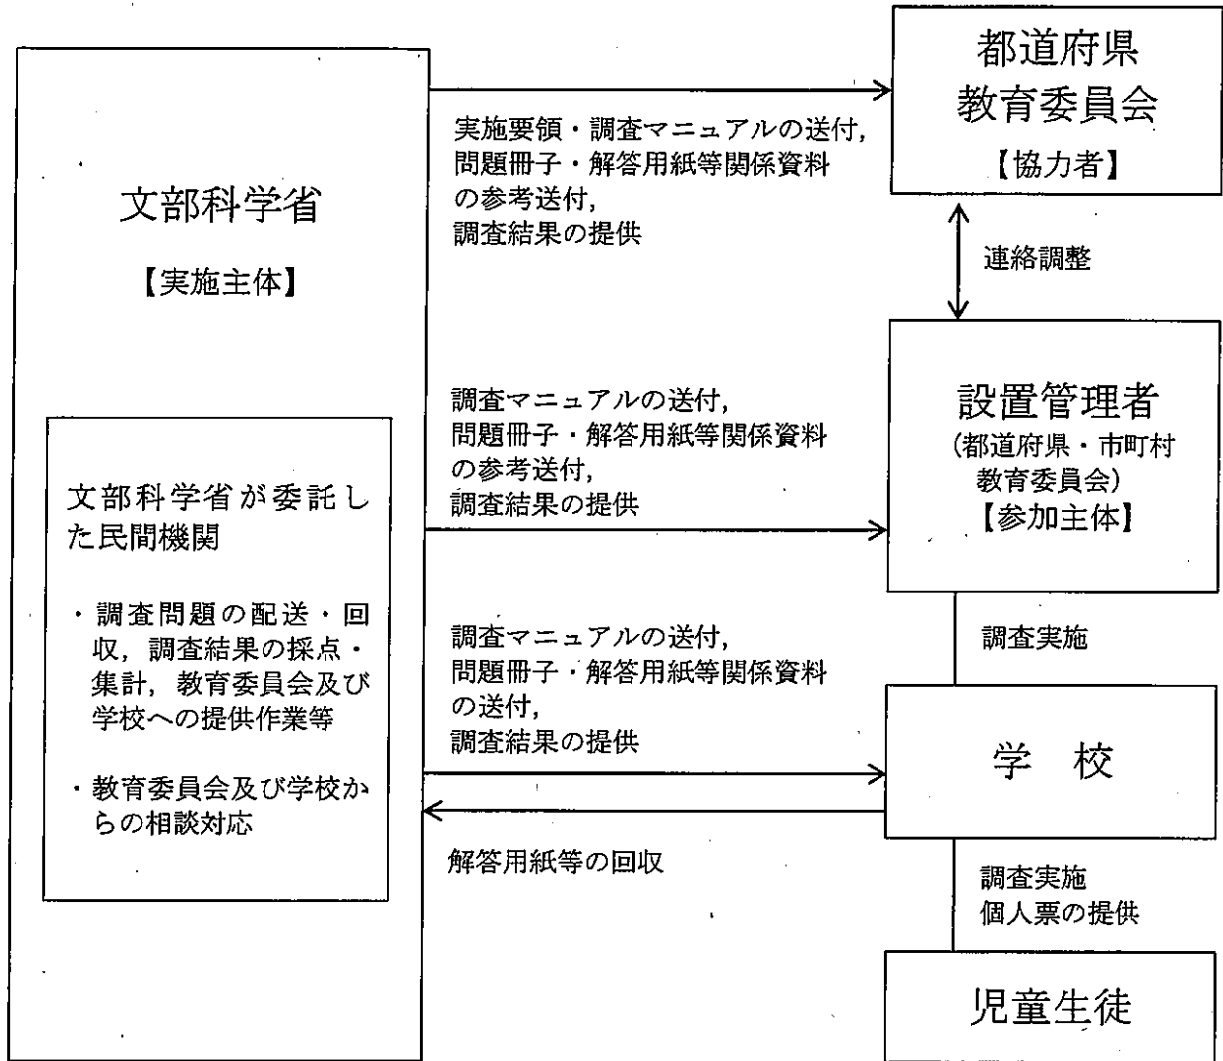 文部科学省
【実施主体】
文部科学省が委託し
た民間機関
・調査問題の配送・回
収，調査結果の採点・
集計，教育委員会及び
学校への提供作業等
・教育委員会及び学校か
らの相談対応
実施要領・調査マニュアルの送付，
問題冊子・解答用紙等関係資料
の参考送付，
調査結果の提供
都道府県
教育委員会
【協力者】
連絡調整
調査マニュアルの送付，
問題冊子・解答用紙等関係資料
の参考送付，
調査結果の提供
設置管理者
（都道府県・市町村
教育委員会）
【参加主体】
調査実施
調査マニュアルの送付，
問題冊子・解答用紙等関係資料
の送付，
調査結果の提供
学　校
解答用紙等の回収
調査実施
個人票の提供
児童生徒